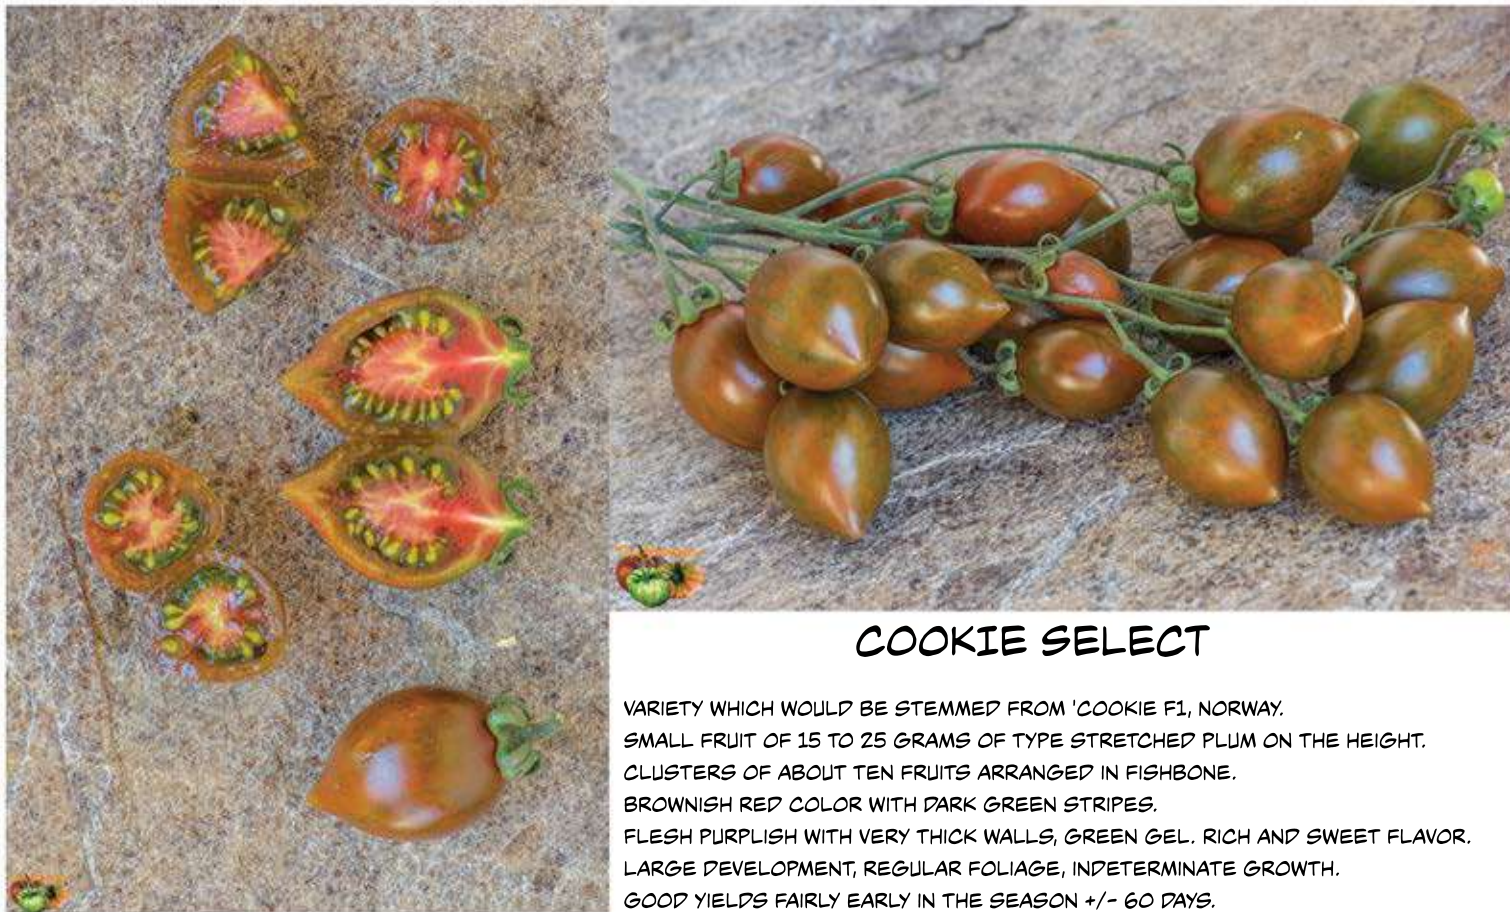 COOKIE SELECT
VARIETY WHICH WOULD BE STEMMED FROM 'COOKIE F1, NORWAY.
SMALL FRUIT OF 15 TO 25 GRAMS OF TYPE STRETCHED PLUM ON THE HEIGHT.
CLUSTERS OF ABOUT TEN FRUITS ARRANGED IN FISHBONE.
BROWNISH RED COLOR WITH DARK GREEN STRIPES.
FLESH PURPLISH WITH VERY THICK WALLS, GREEN GEL. RICH AND SWEET FLAVOR.
LARGE DEVELOPMENT, REGULAR FOLIAGE, INDETERMINATE GROWTH.
GOOD YIELDS FAIRLY EARLY IN THE SEASON +/- 60 DAYS.